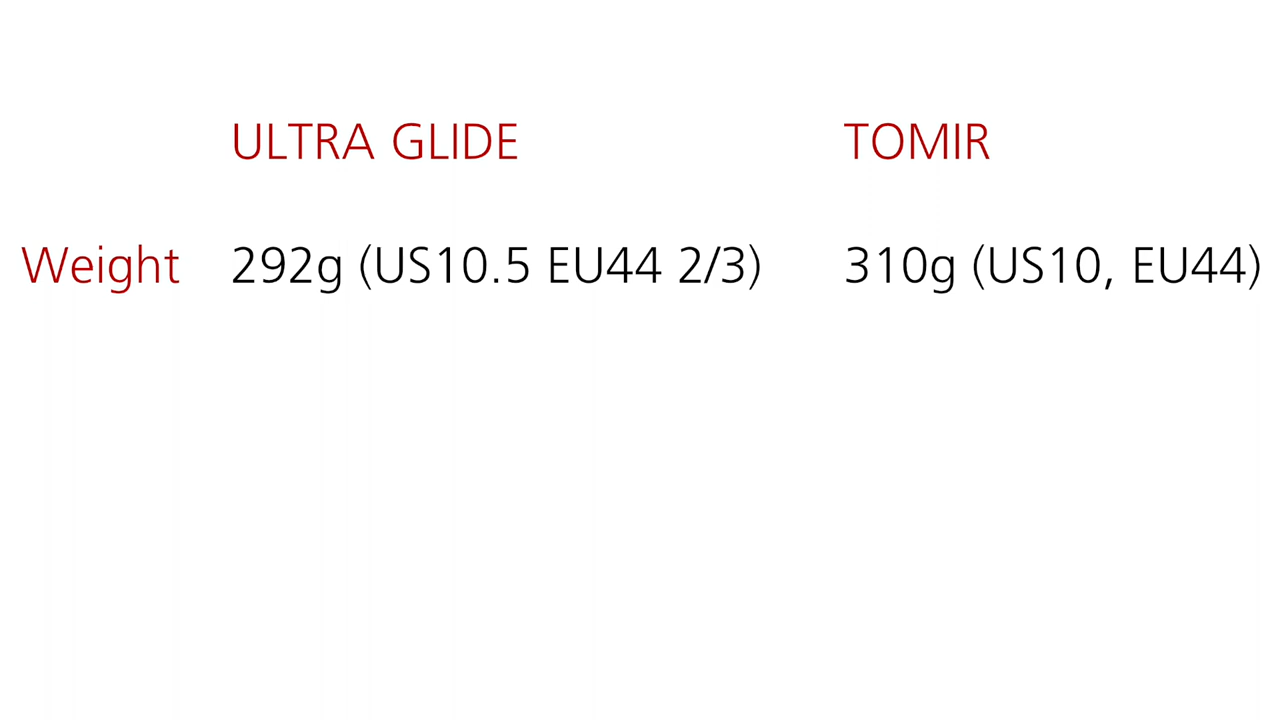 ULTRA GLIDE TOMIR
Weight 292g (US10.5 EU44 2/3) 310g (US10, EU44)